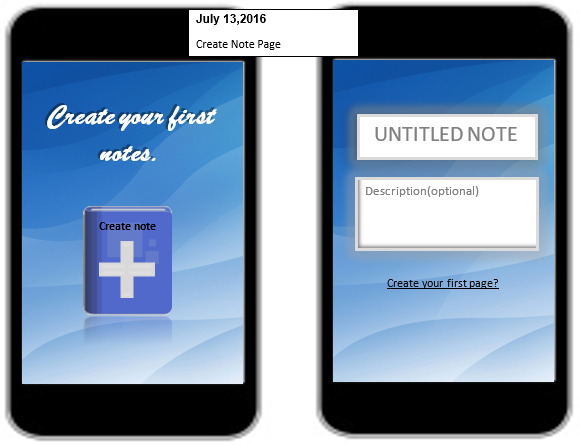 July 13,2016
Create Note Page
Create your first
notes.
Create note
UNTITLED NOTE
Description(optional)
Create your first page?